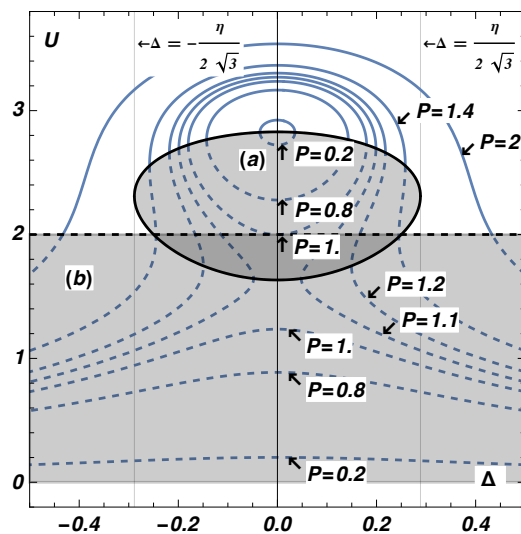 U
←Δ = - η / 2 √3
←Δ = η / 2 √3
3
P=1.4
P=2
(a)
P=0.2
P=0.8
2
P=1.
(b)
P=1.2
P=1.1
1
P=1.
P=0.8
P=0.2
0
Δ
-0.4 -0.2 0.0 0.2 0.4